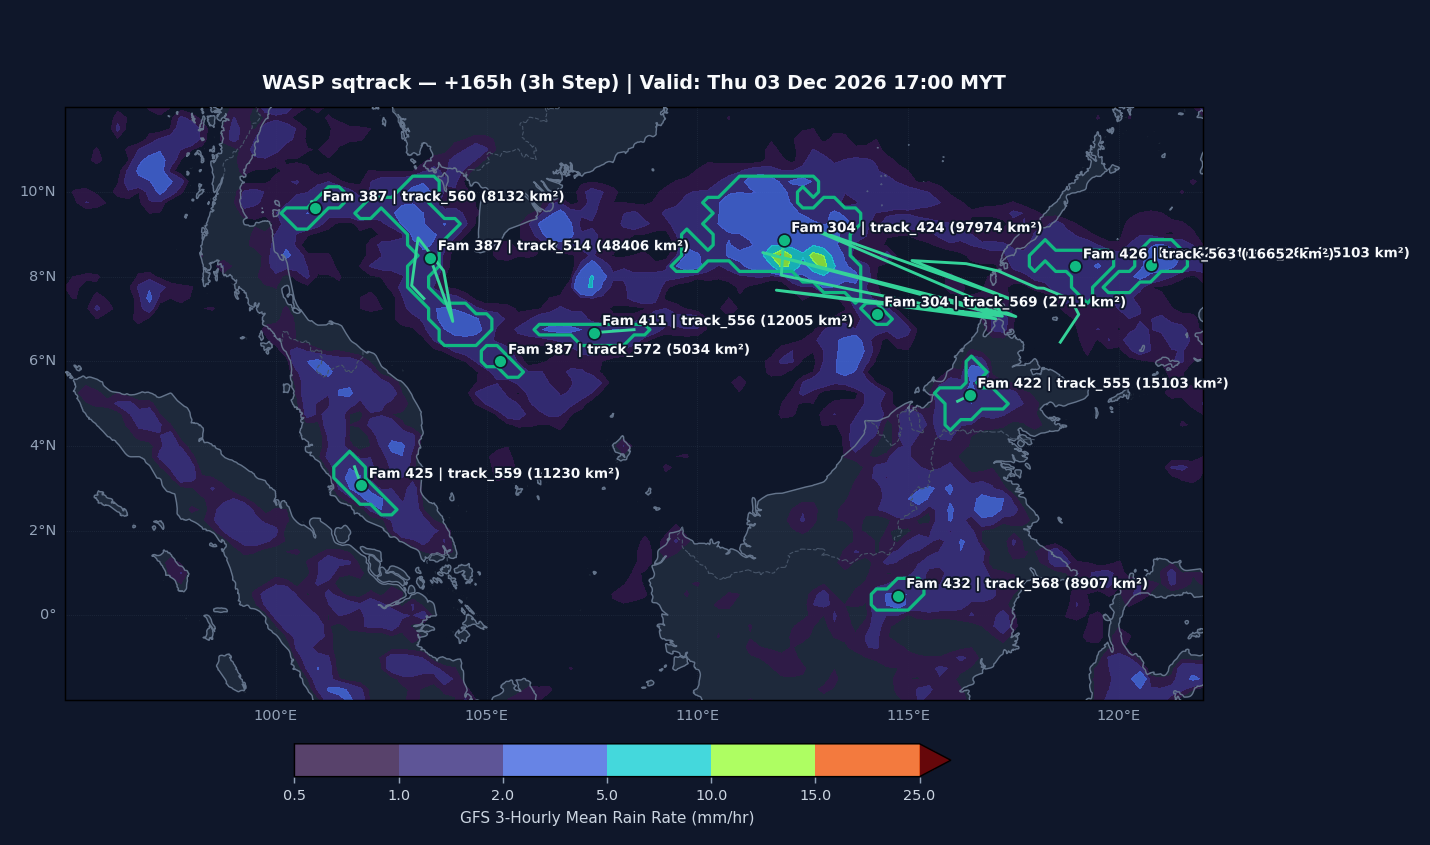 WASP sqtrack — +165h (3h Step) | Valid: Thu 03 Dec 2026 17:00 MYT
10°N
8°N
6°N
4°N
2°N
0°
Fam 387 | track_560 (8132 km²)
Fam 304 | track_424 (97974 km²)
Fam 387 | track_514 (48406 km²)
Fam 426 | track_563 (16652 km²)
5103 km²)
Fam 304 | track_569 (2711 km²)
Fam 411 | track_556 (12005 km²)
Fam 387 | track_572 (5034 km²)
Fam 422 | track_555 (15103 km²)
Fam 425 | track_559 (11230 km²)
Fam 432 | track_568 (8907 km²)
100°E 105°E 110°E 115°E 120°E
0.5 1.0 2.0 5.0 10.0 15.0 25.0
GFS 3-Hourly Mean Rain Rate (mm/hr)